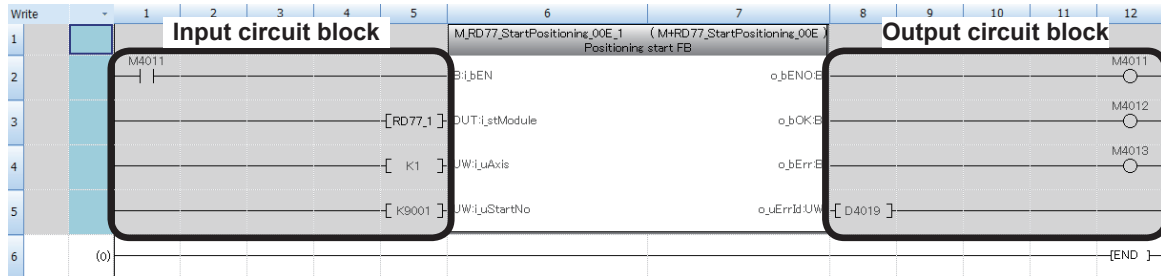 Write 1 2 3 4 5 6 7 8 9 10 11 12
Input circuit block
Output circuit block
1 M_RD77_StartPositioning_00E_1 ( M+RD77_StartPositioning_00E )
Positioning start FB
M4011 M4011
2 B:i_bEN o_bENO:B
M4012
3 RD77_1 DUT:i_stModule o_bOK:B
M4013
4 K1 UW:i_uAxis o_bErr:B
5 K9001 UW:i_uStartNo o_uErrId:UW D4019
6 (0) END